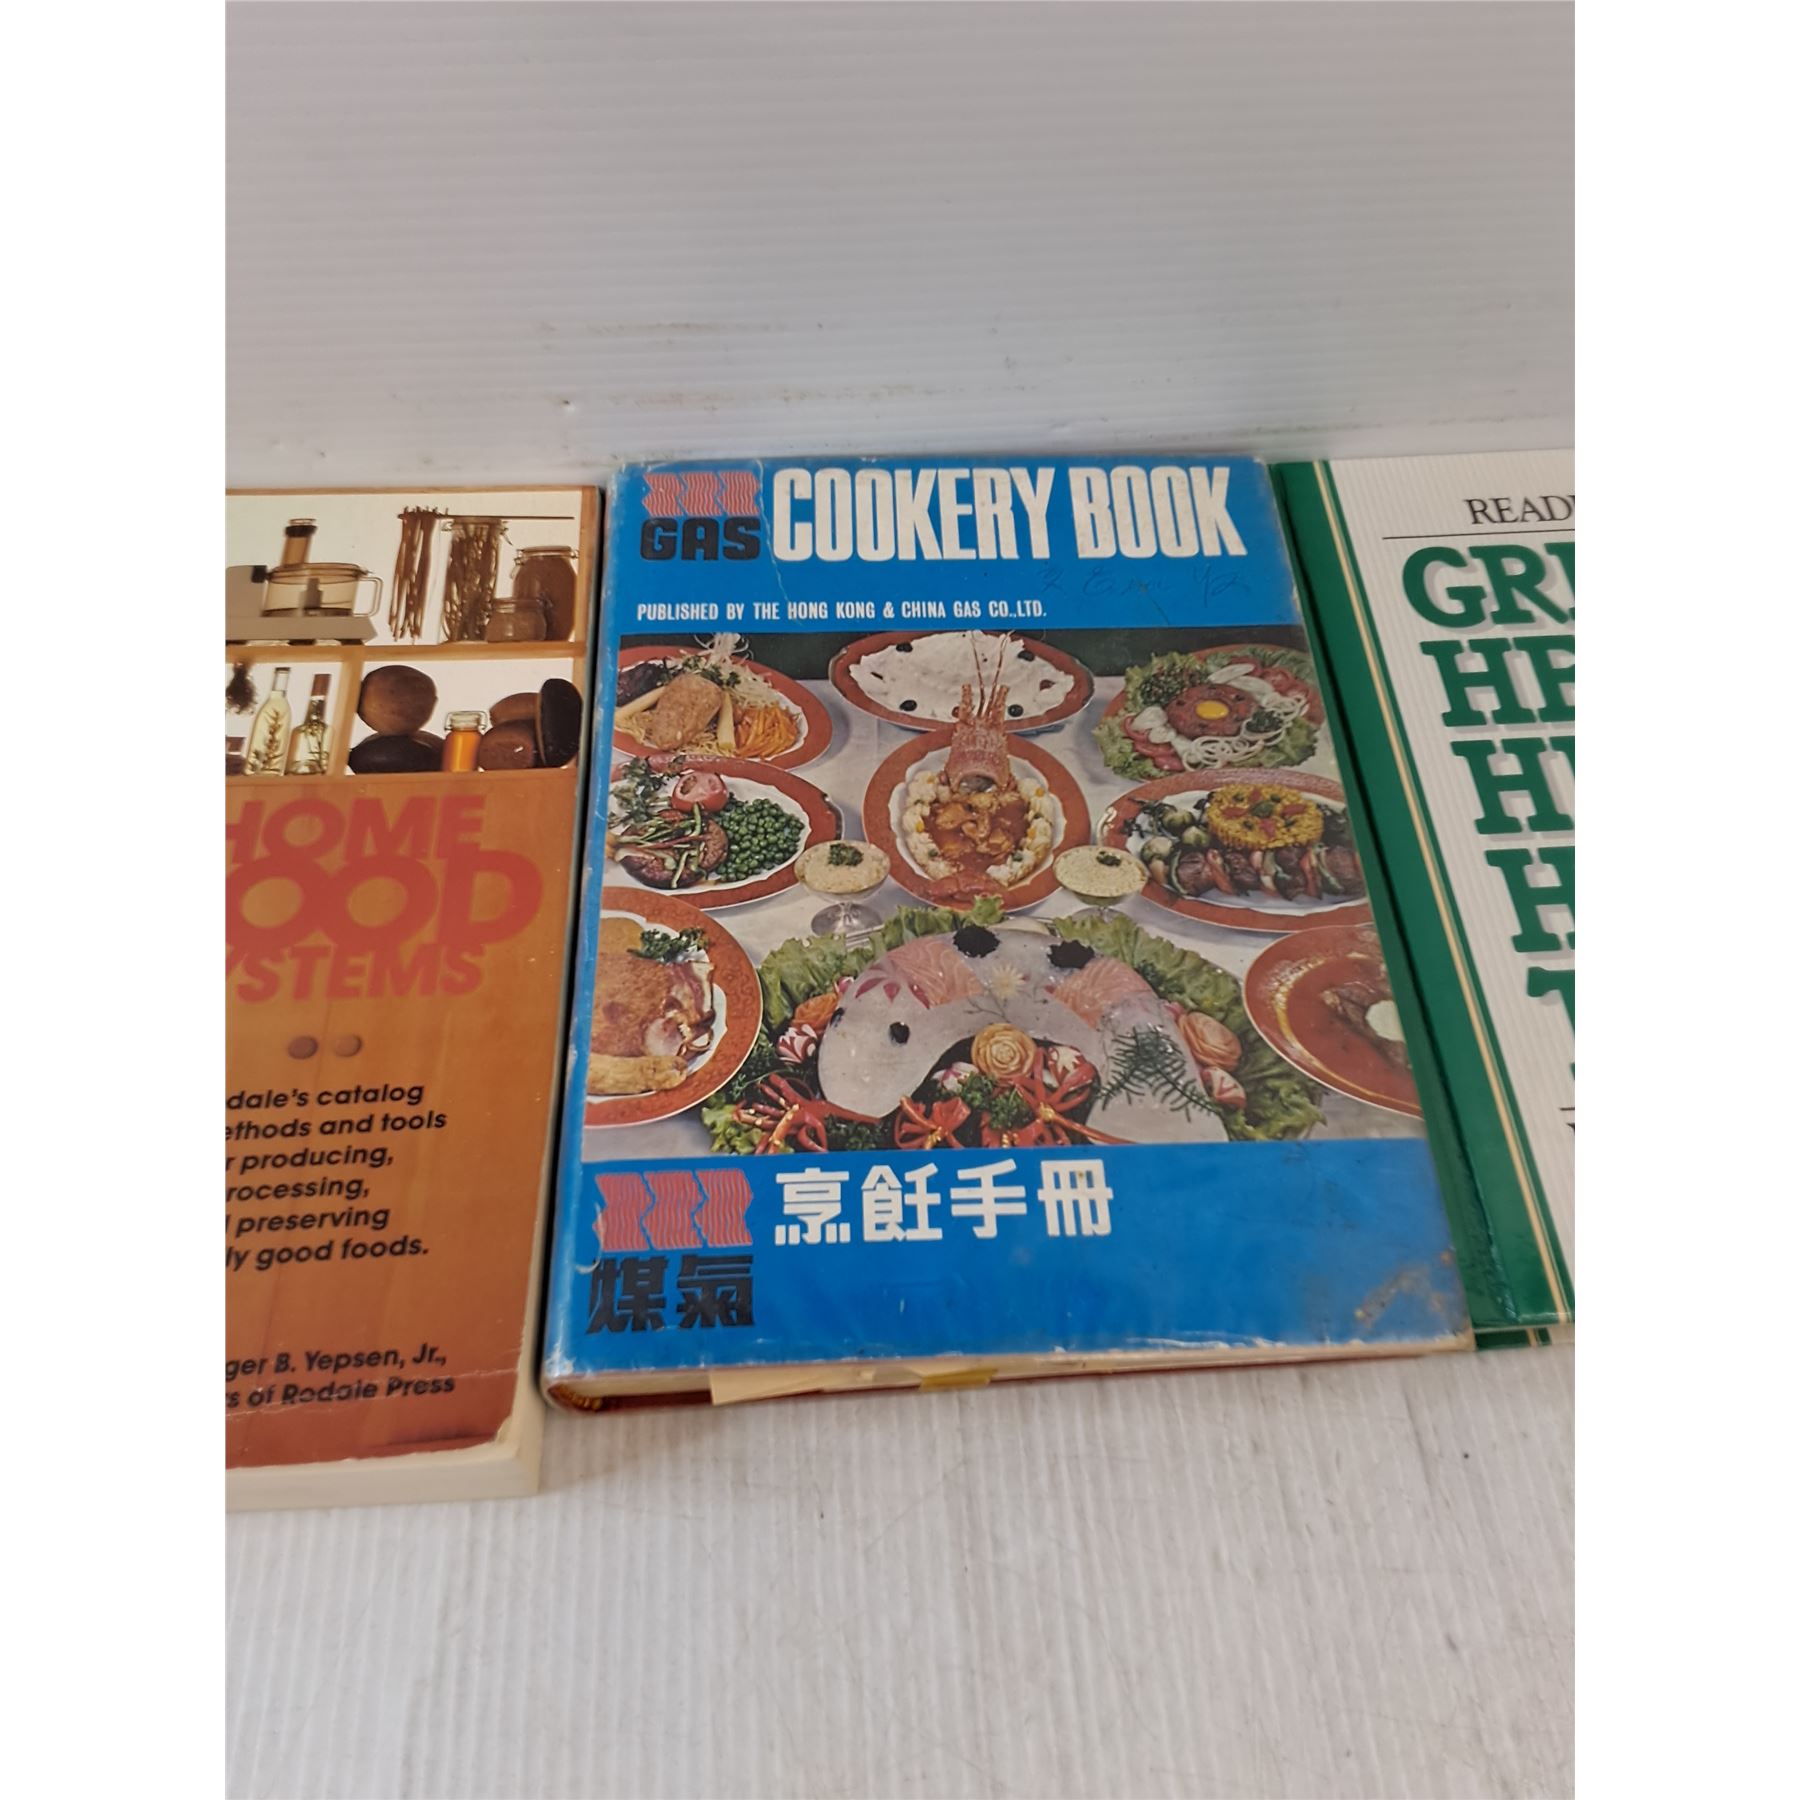 HOME
FOOD
SYSTEMS
dale's catalog
ethods and tools
r producing,
rocessing,
preserving
ly good foods.
ger B. Yepsen, Jr.,
s of Rodale Press
GAS COOKERY BOOK
PUBLISHED BY THE HONG KONG & CHINA GAS CO.,LTD.
烹飪手冊
煤氣
READ
GR
HE
H
H